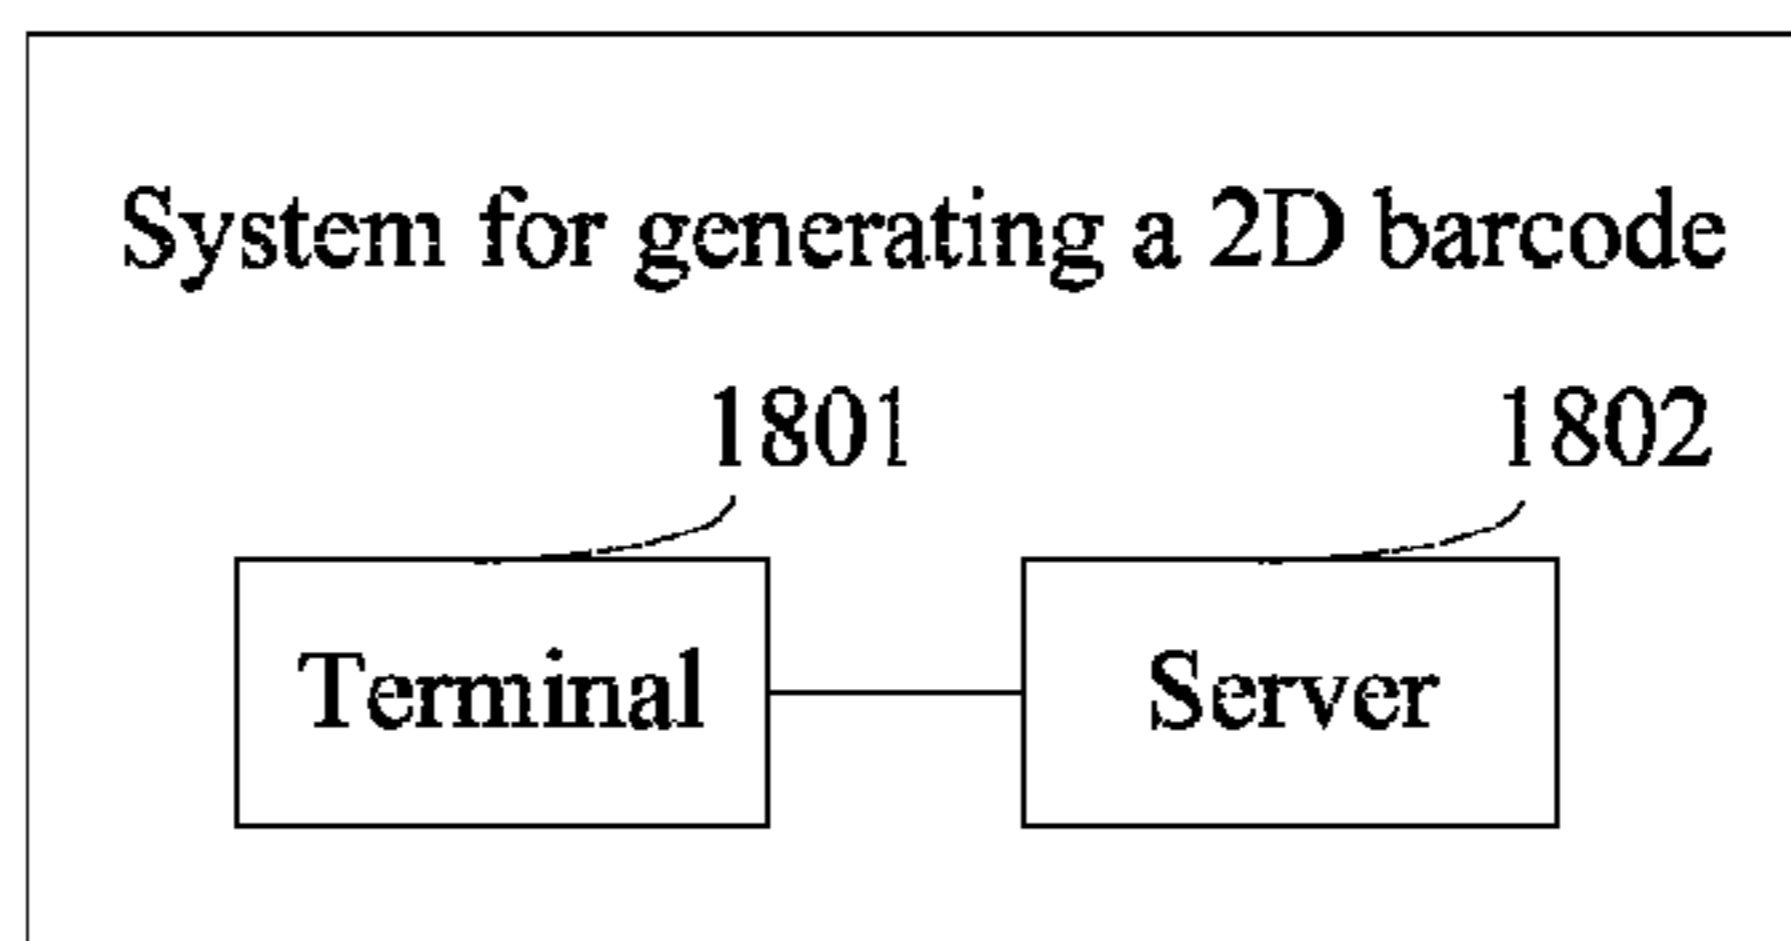 System for generating a 2D barcode
1801 1802
Terminal Server